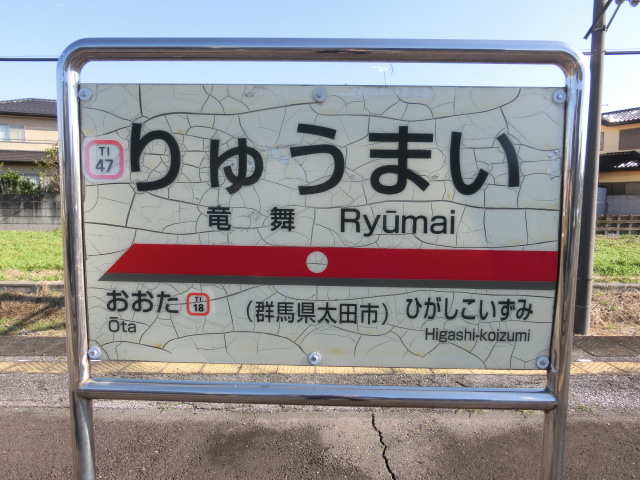 TI
47
りゅうまい
竜 舞 Ryūmai
おおた TI 18 (群馬県太田市) ひがしこいずみ
Ōta Higashi-koizumi